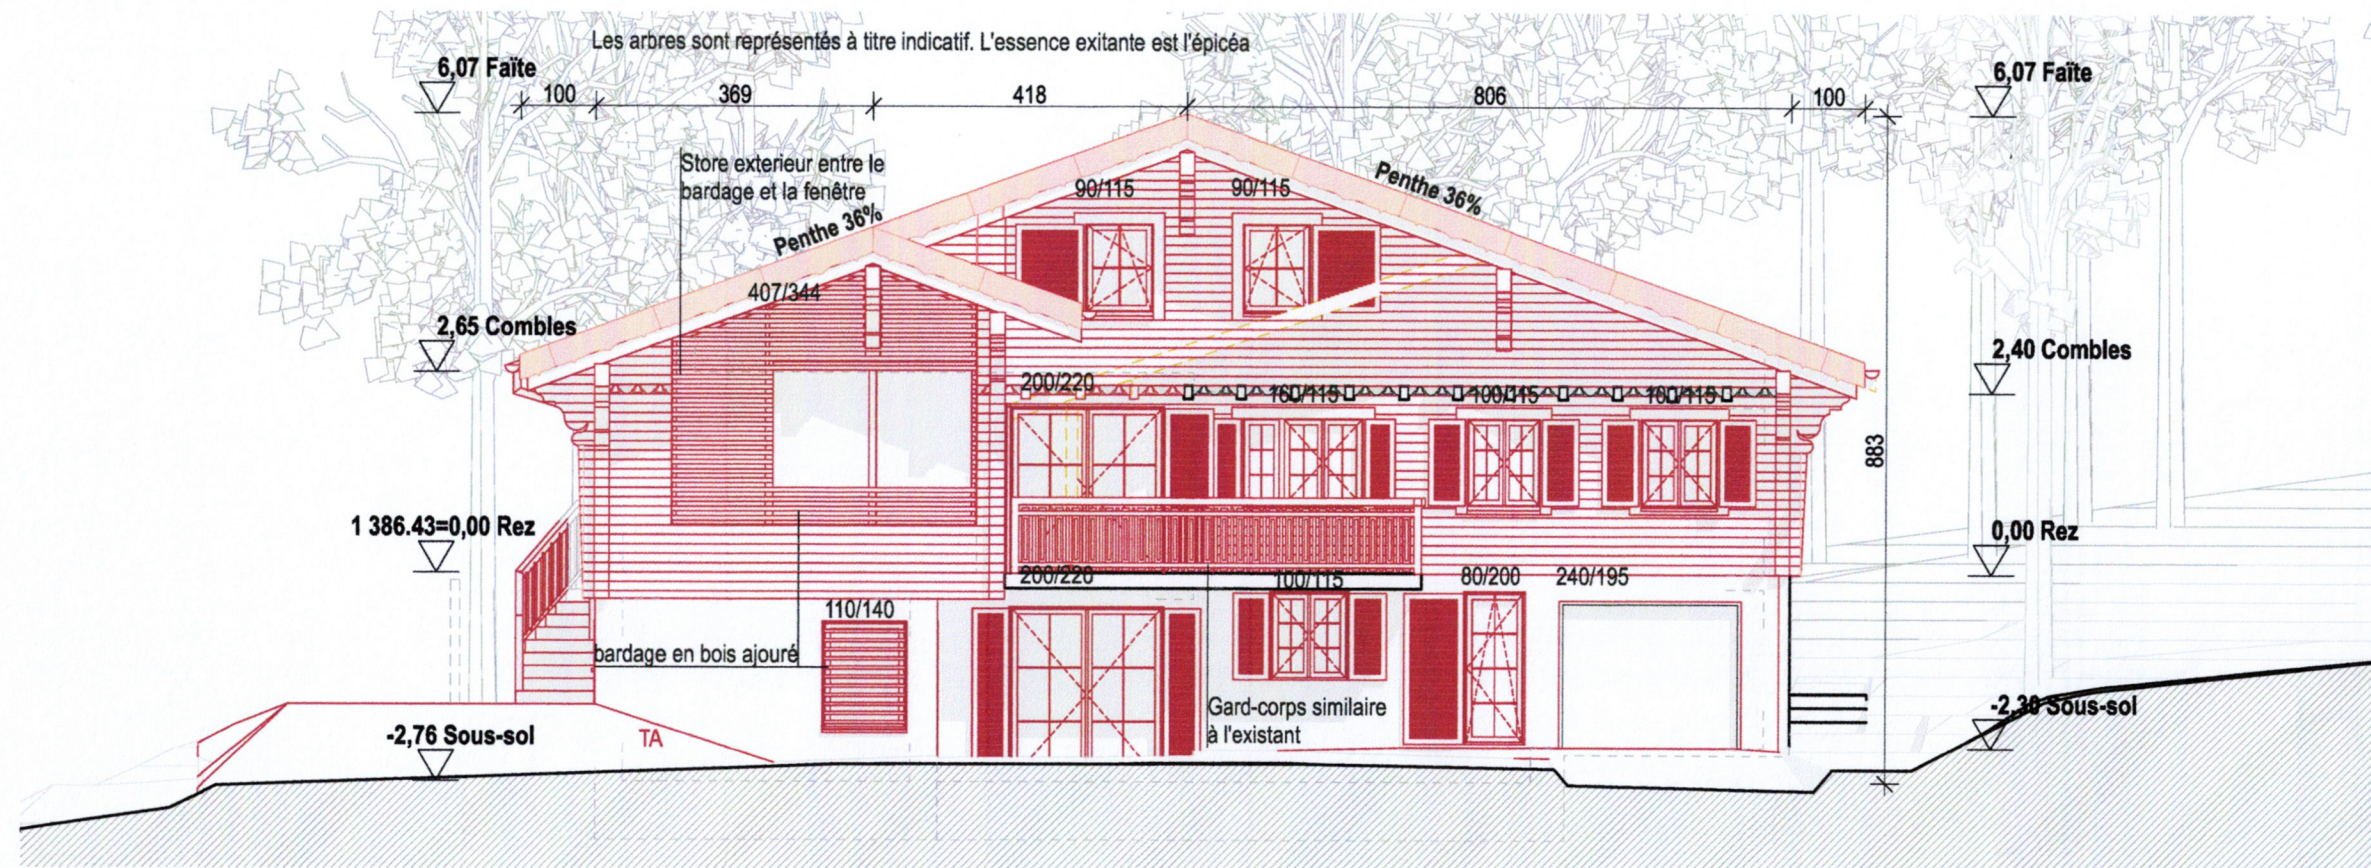 Les arbres sont représentés à titre indicatif. L'essence exitante est l'épicéa
6,07 Faïte
6,07 Faïte
100
369
418
806
100
Store exterieur entre le
bardage et la fenêtre
90/115
90/115
Penthe 36%
Penthe 36%
407/344
2,65 Combles
2,40 Combles
200/220
160/115
100/115
100/115
883
1 386.43=0,00 Rez
0,00 Rez
200/220
100/115
80/200
240/195
110/140
bardage en bois ajouré
Gard-corps similaire
à l'existant
-2,76 Sous-sol
TA
-2,30 Sous-sol